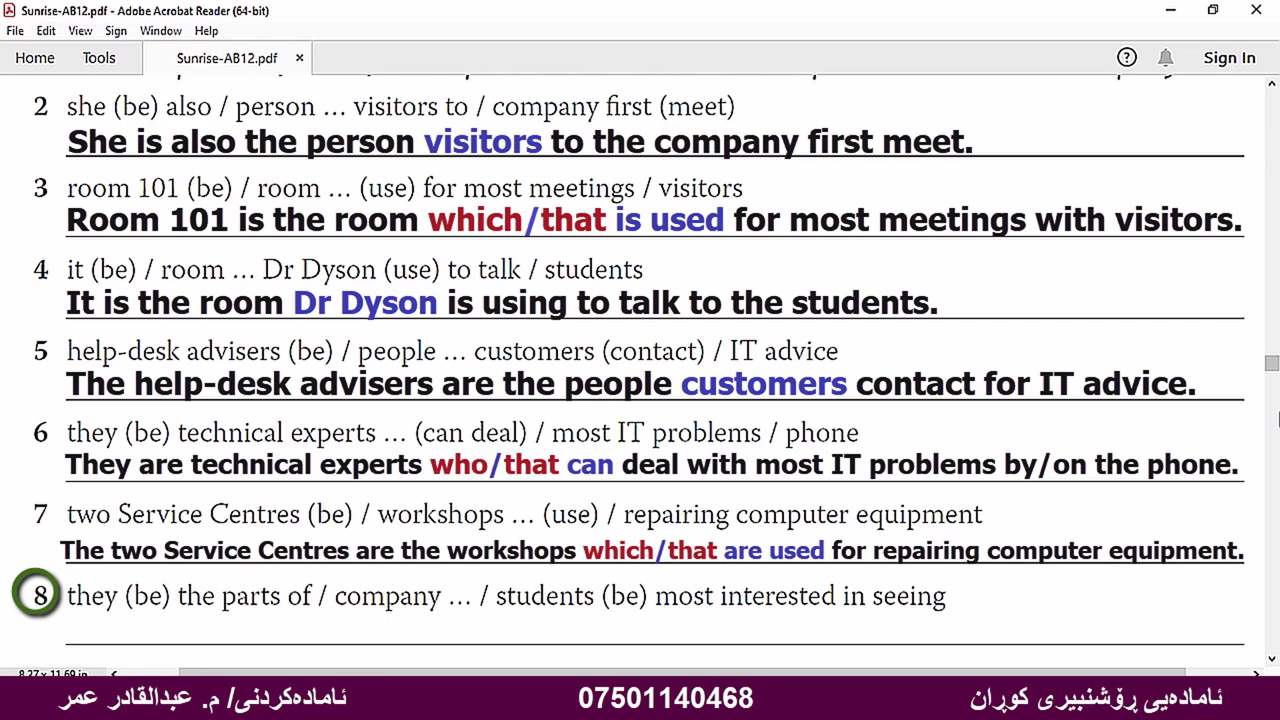 Sunrise-AB12.pdf - Adobe Acrobat Reader (64-bit)
File Edit View Sign Window Help
Home Tools Sunrise-AB12.pdf × Sign In
2 she (be) also / person ... visitors to / company first (meet)
She is also the person visitors to the company first meet.
3 room 101 (be) / room ... (use) for most meetings / visitors
Room 101 is the room which/that is used for most meetings with visitors.
4 it (be) / room ... Dr Dyson (use) to talk / students
It is the room Dr Dyson is using to talk to the students.
5 help-desk advisers (be) / people ... customers (contact) / IT advice
The help-desk advisers are the people customers contact for IT advice.
6 they (be) technical experts ... (can deal) / most IT problems / phone
They are technical experts who/that can deal with most IT problems by/on the phone.
7 two Service Centres (be) / workshops ... (use) / repairing computer equipment
The two Service Centres are the workshops which/that are used for repairing computer equipment.
8 they (be) the parts of / company ... / students (be) most interested in seeing
8.27 x 11.69 in
ئامادەیی ڕۆشنبیری کوڕان 07501140468 ئامادەکردنی/ م. عبدالقادر عمر